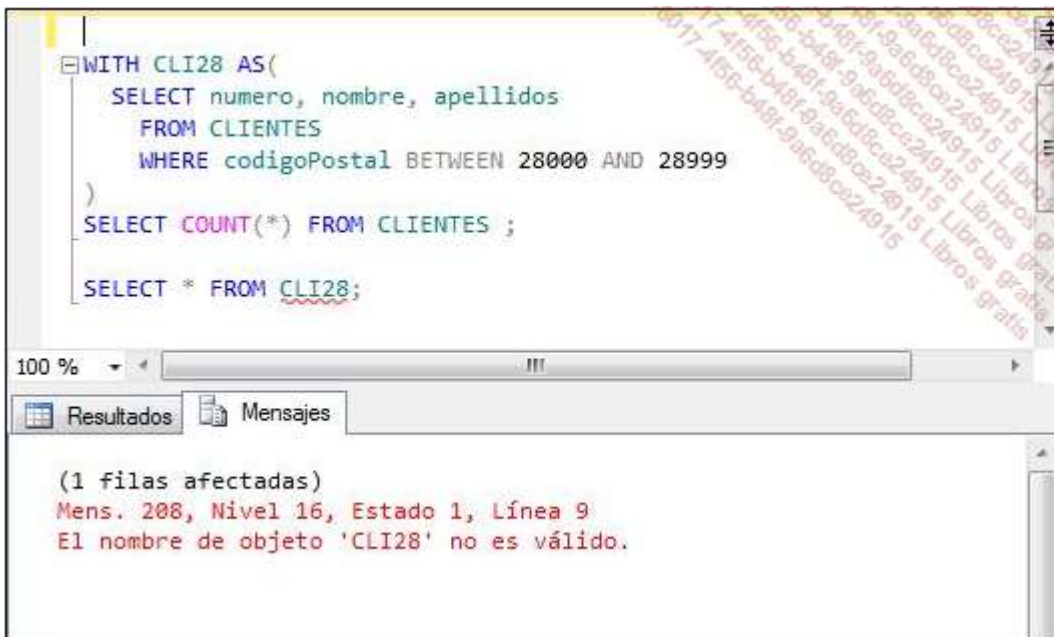 WITH CLI28 AS(
SELECT numero, nombre, apellidos
FROM CLIENTES
WHERE codigoPostal BETWEEN 28000 AND 28999
)
SELECT COUNT(*) FROM CLIENTES ;
SELECT * FROM CLI28;
100 %
Resultados Mensajes
(1 filas afectadas)
Mens. 208, Nivel 16, Estado 1, Línea 9
El nombre de objeto 'CLI28' no es válido.
Libros gratis